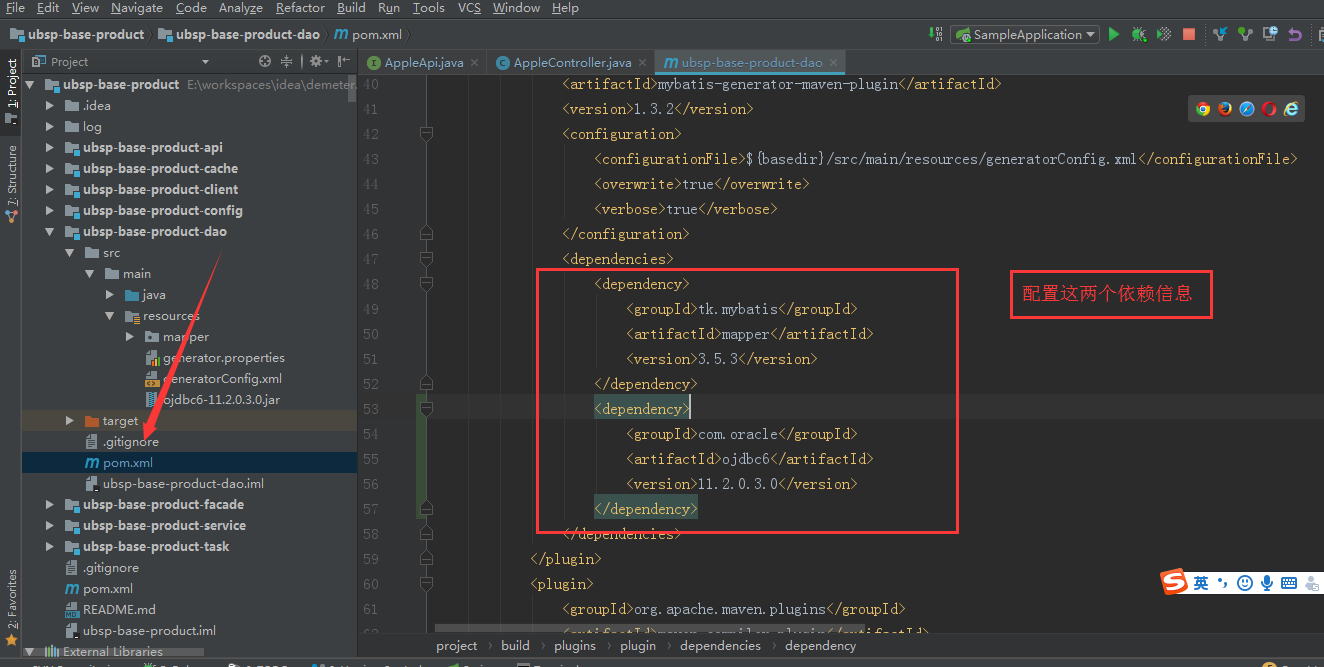 File Edit View Navigate Code Analyze Refactor Build Run Tools VCS Window Help
ubsp-base-product ubsp-base-product-dao m pom.xml SampleApplication
Project AppleApi.java AppleController.java m ubsp-base-product-dao
1: Project
7: Structure
2: Favorites
ubsp-base-product E:\workspaces\idea\demeter
.idea
log
ubsp-base-product-api
ubsp-base-product-cache
ubsp-base-product-client
ubsp-base-product-config
ubsp-base-product-dao
src
main
java
resources
mapper
generator.properties
generatorConfig.xml
ojdbc6-11.2.0.3.0.jar
target
.gitignore
m pom.xml
ubsp-base-product-dao.iml
ubsp-base-product-facade
ubsp-base-product-service
ubsp-base-product-task
.gitignore
m pom.xml
README.md
ubsp-base-product.iml
External Libraries
40 <artifactId>mybatis-generator-maven-plugin</artifactId>
41 <version>1.3.2</version>
42 <configuration>
43 <configurationFile>${basedir}/src/main/resources/generatorConfig.xml</configurationFile>
44 <overwrite>true</overwrite>
45 <verbose>true</verbose>
46 </configuration>
47 <dependencies>
48 <dependency>
49 <groupId>tk.mybatis</groupId>
50 <artifactId>mapper</artifactId>
51 <version>3.5.3</version>
52 </dependency>
53 <dependency>
54 <groupId>com.oracle</groupId>
55 <artifactId>ojdbc6</artifactId>
56 <version>11.2.0.3.0</version>
57 </dependency>
58 </dependencies>
59 </plugin>
60 <plugin>
61 <groupId>org.apache.maven.plugins</groupId>
配置这两个依赖信息
S 英
project build plugins plugin dependencies dependency